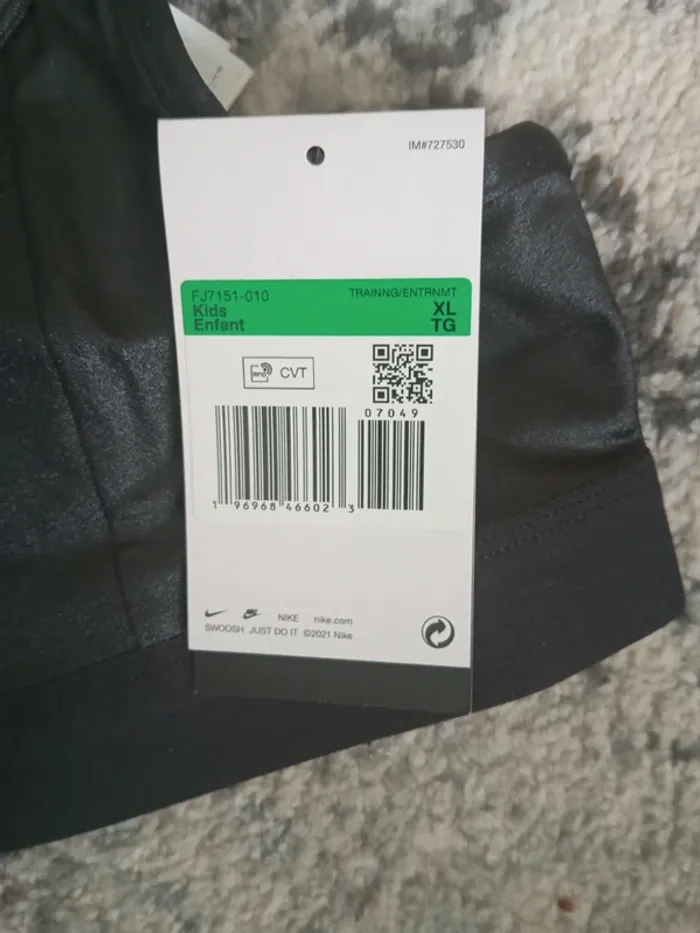 IM#727530
FJ7151-010 TRAINNG/ENTRNMT
Kids XL
Enfant TG
RFID CVT
07049
1 96968 46602 3
NIKE nike.com
SWOOSH JUST DO IT ©2021 Nike